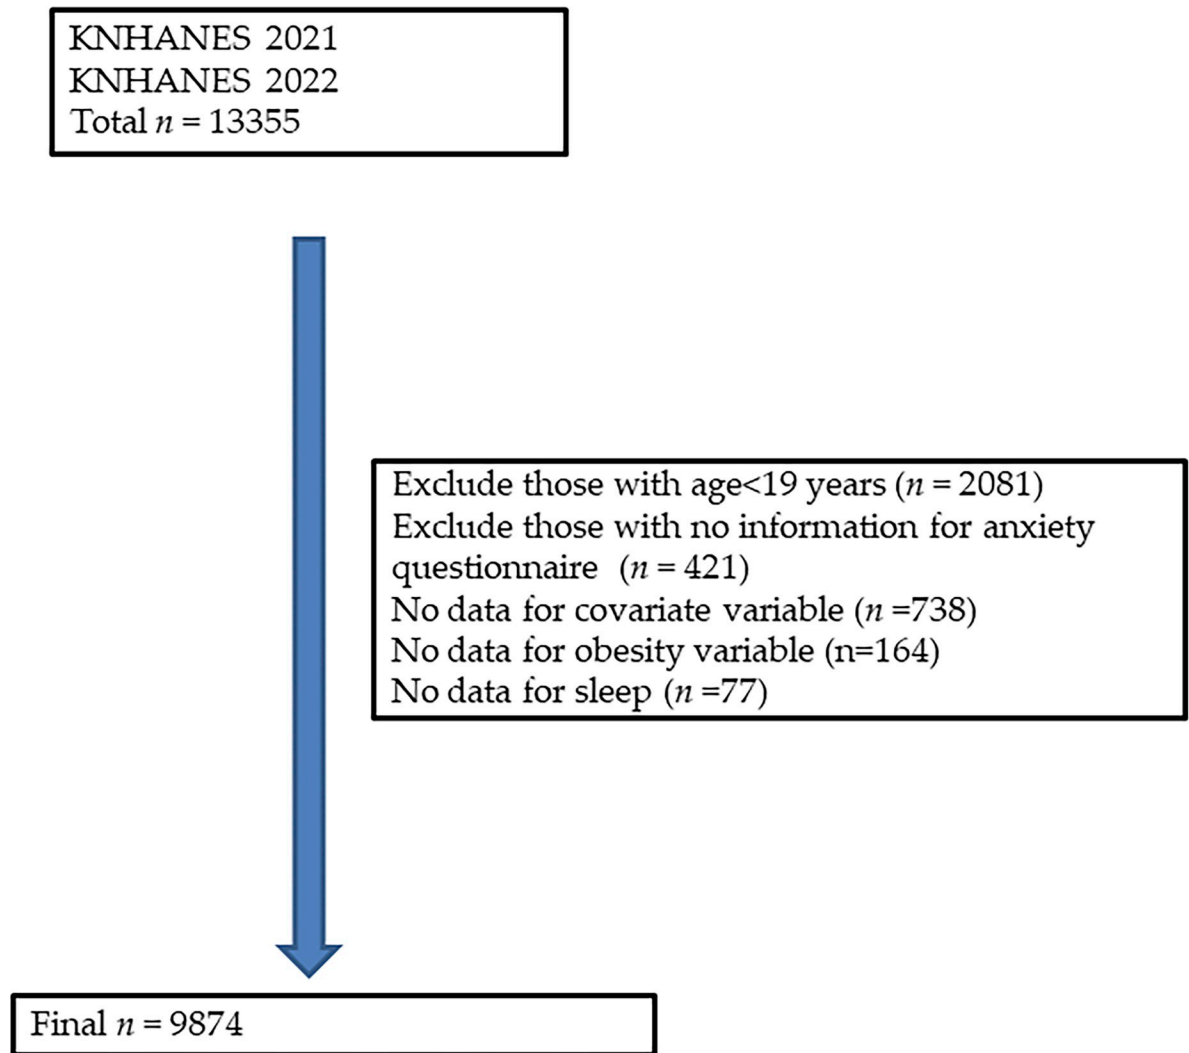 KNHANES 2021
KNHANES 2022
Total n = 13355
Exclude those with age<19 years (n = 2081)
Exclude those with no information for anxiety
questionnaire (n = 421)
No data for covariate variable (n =738)
No data for obesity variable (n=164)
No data for sleep (n =77)
Final n = 9874